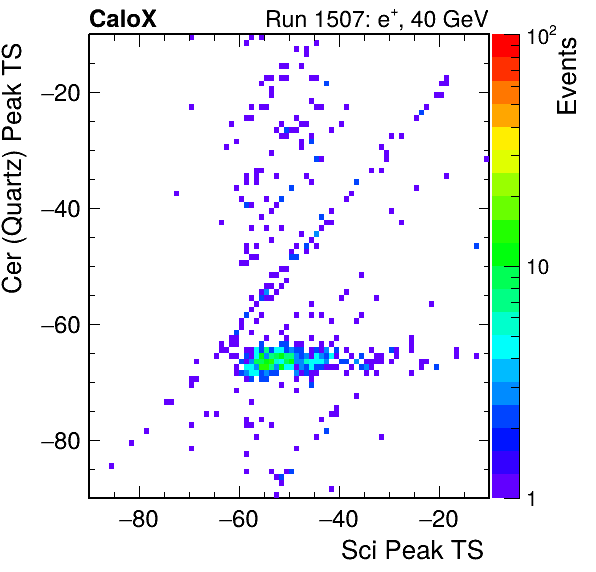 CaloX Run 1507: e⁺, 40 GeV
Cer (Quartz) Peak TS
−20
−40
−60
−80
−80 −60 −40 −20
Sci Peak TS
10²
10
1
Events